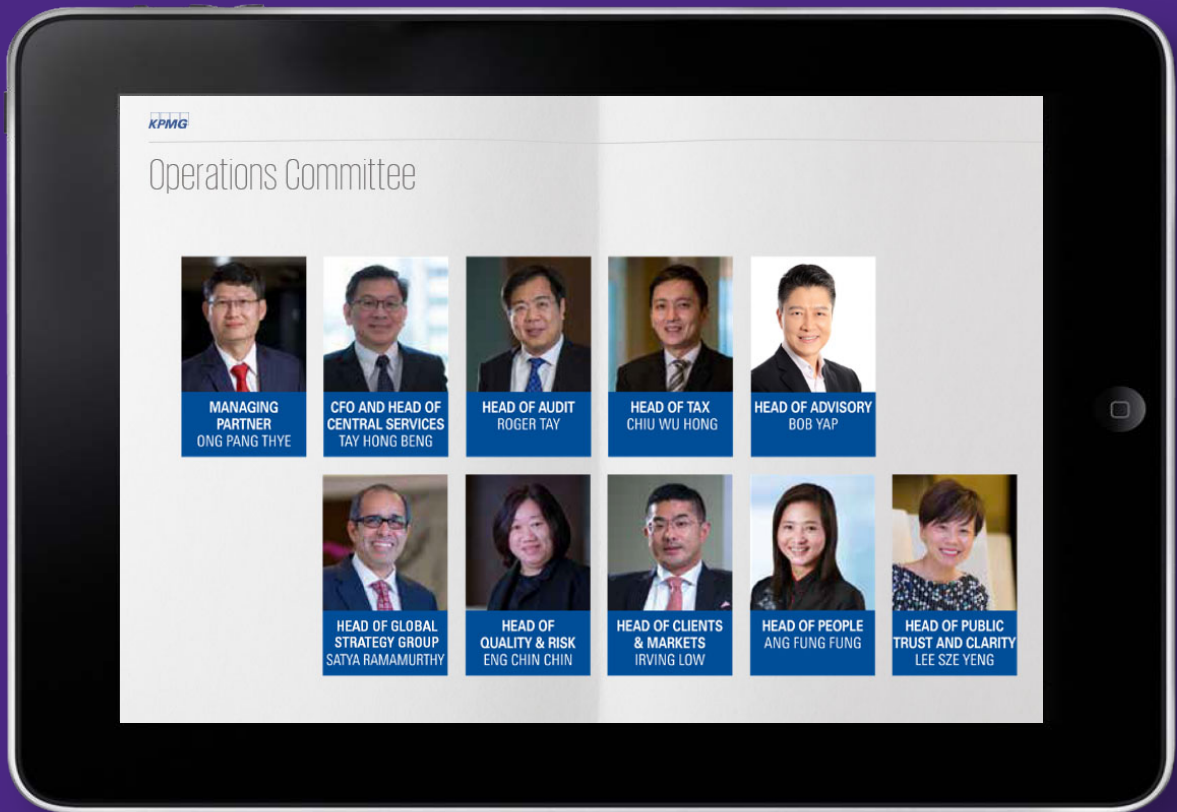 KPMG
Operations Committee
MANAGING
PARTNER
ONG PANG THYE
CFO AND HEAD OF
CENTRAL SERVICES
TAY HONG BENG
HEAD OF AUDIT
ROGER TAY
HEAD OF TAX
CHIU WU HONG
HEAD OF ADVISORY
BOB YAP
HEAD OF GLOBAL
STRATEGY GROUP
SATYA RAMAMURTHY
HEAD OF
QUALITY & RISK
ENG CHIN CHIN
HEAD OF CLIENTS
& MARKETS
IRVING LOW
HEAD OF PEOPLE
ANG FUNG FUNG
HEAD OF PUBLIC
TRUST AND CLARITY
LEE SZE YENG